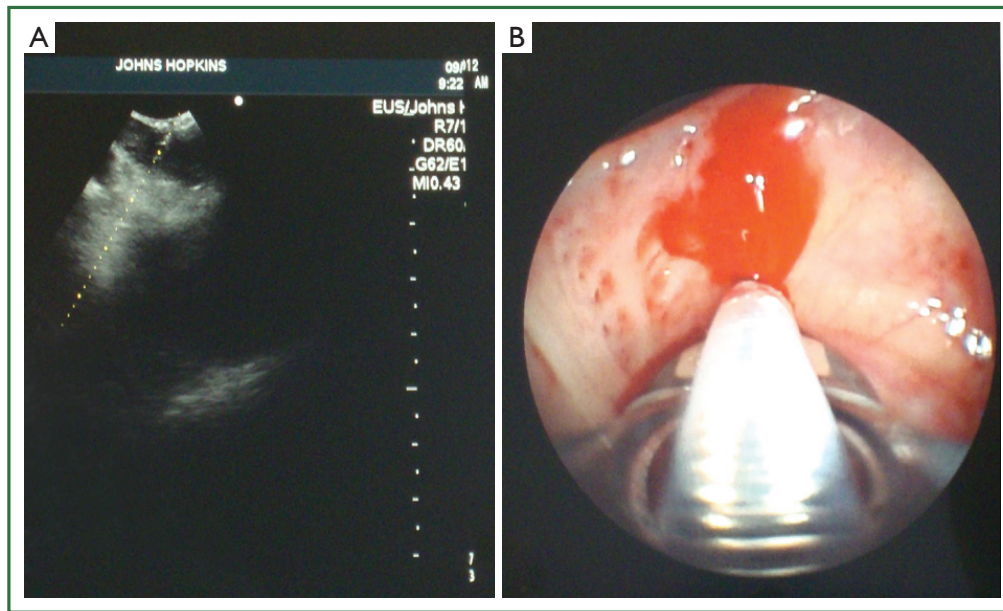 A
JOHNS HOPKINS
09/ 12
9:22 AM
EUS/Johns H
R7/1
DR60/
G62/E1
MI0.43
7
3
B